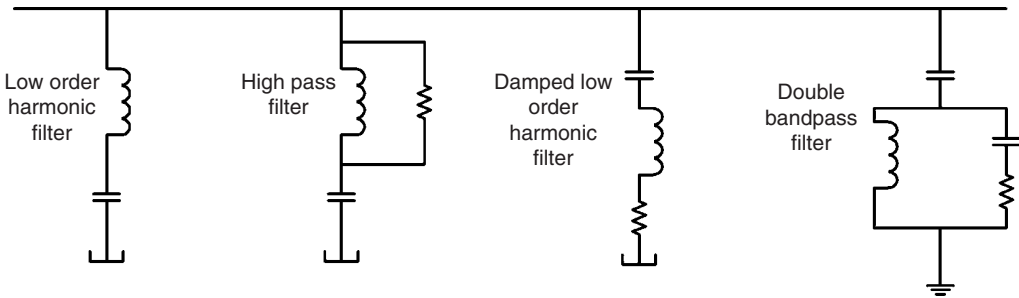 Low order
harmonic
filter
High pass
filter
Damped low
order
harmonic
filter
Double
bandpass
filter